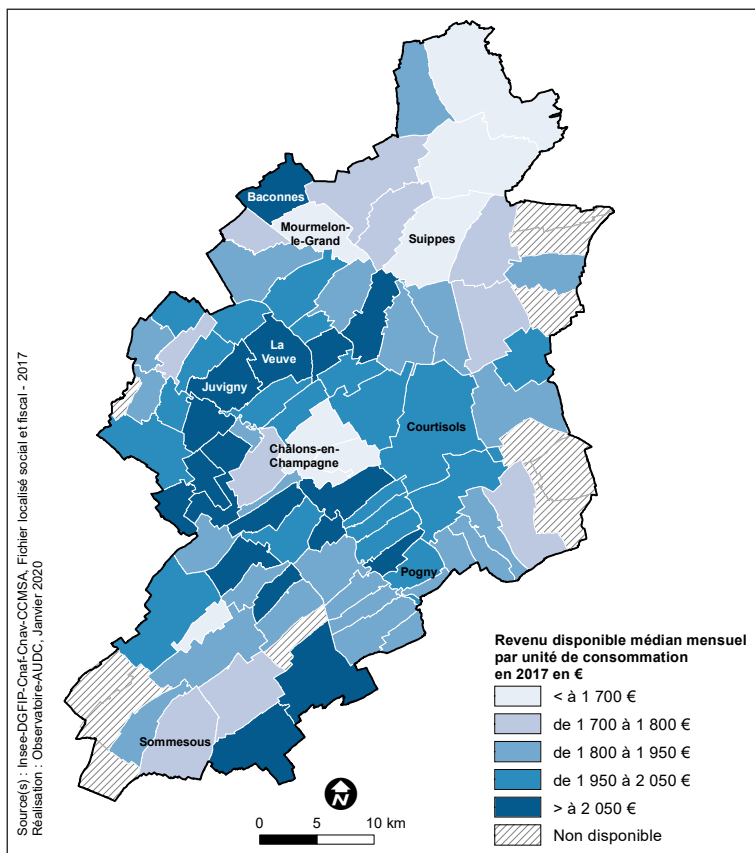 Baconnes
Mourmelon-
le-Grand
Suippes
La
Veuve
Juvigny
Courtisols
Châlons-en-
Champagne
Pogny
Sommesous
Source(s) : Insee-DGFIP-Cnaf-Cnav-CCMSA, Fichier localisé social et fiscal - 2017
Réalisation : Observatoire-AUDC, Janvier 2020
Revenu disponible médian mensuel
par unité de consommation
en 2017 en €
< à 1 700 €
de 1 700 à 1 800 €
de 1 800 à 1 950 €
de 1 950 à 2 050 €
> à 2 050 €
Non disponible
N
0 5 10 km